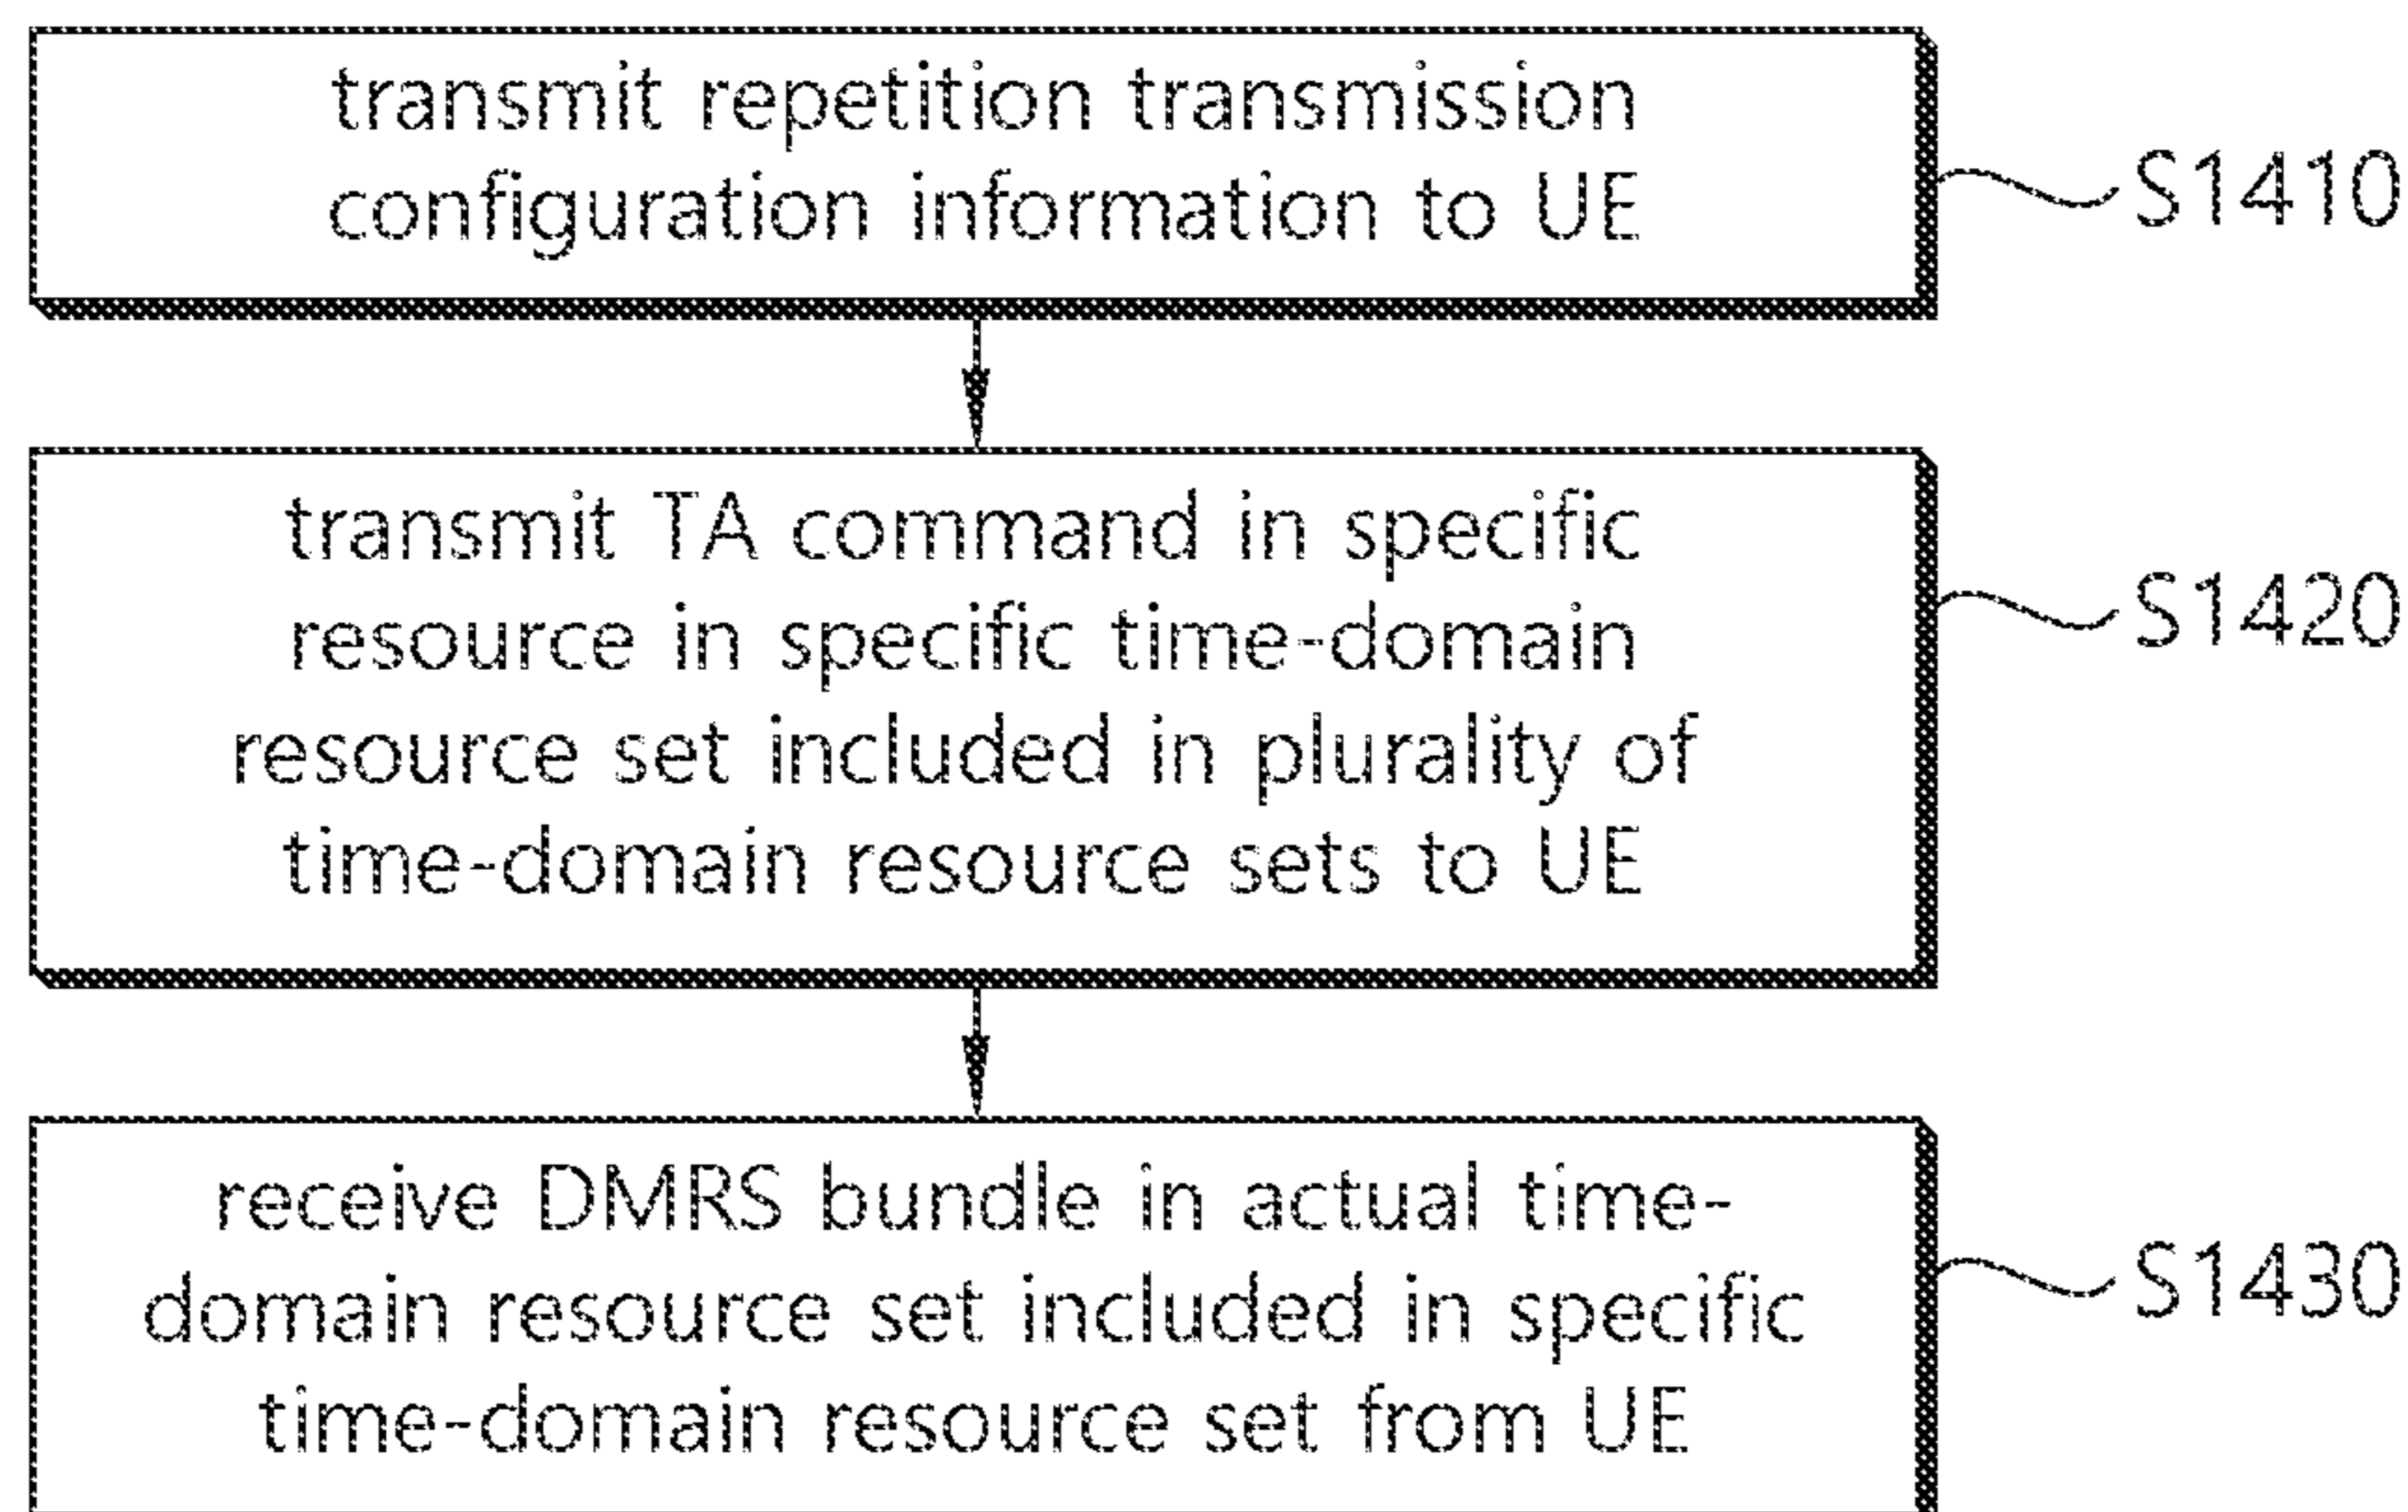 transmit repetition transmission
configuration information to UE
S1410
transmit TA command in specific
resource in specific time-domain
resource set included in plurality of
time-domain resource sets to UE
S1420
receive DMRS bundle in actual time-
domain resource set included in specific
time-domain resource set from UE
S1430